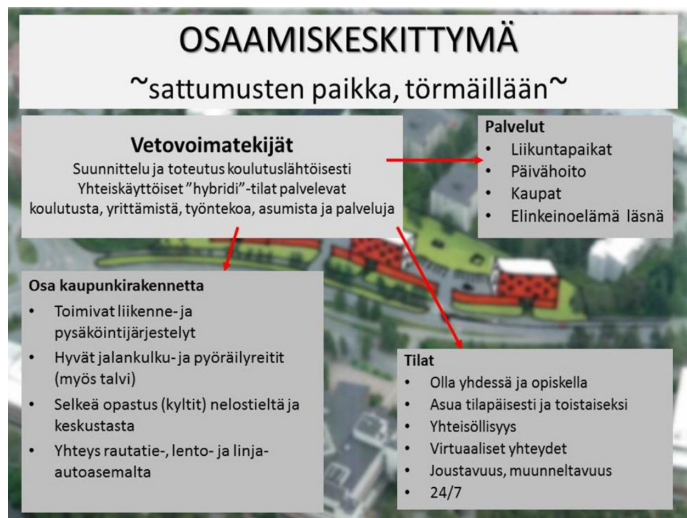 OSAAMISKESKITTYMÄ
~sattumusten paikka, törmäillään~
Vetovoimatekijät
Suunnittelu ja toteutus koulutuslähtöisesti
Yhteiskäyttöiset ”hybridi”-tilat palvelevat
koulutusta, yrittämistä, työntekoa, asumista ja palveluja
Palvelut
• Liikuntapaikat
• Päivähoito
• Kaupat
• Elinkeinoelämä läsnä
Osa kaupunkirakennetta
• Toimivat liikenne- ja
pysäköintijärjestelyt
• Hyvät jalankulku- ja pyöräilyreitit
(myös talvi)
• Selkeä opastus (kyltit) nelostieltä ja
keskustasta
• Yhteys rautatie-, lento- ja linja-
autoasemalta
Tilat
• Olla yhdessä ja opiskella
• Asua tilapäisesti ja toistaiseksi
• Yhteisöllisyys
• Virtuaaliset yhteydet
• Joustavuus, muunneltavuus
• 24/7